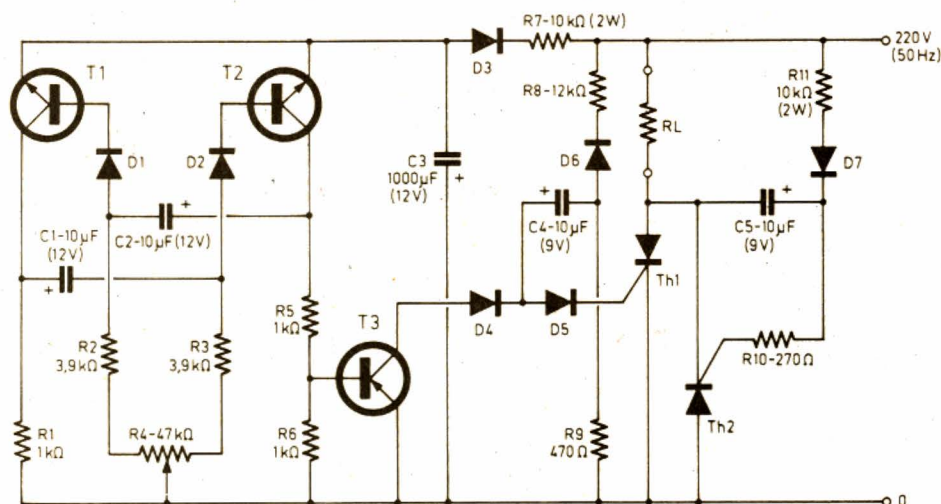 R7-10kΩ(2W)
220V
(50Hz)
T1
T2
D3
R8-12kΩ
R11
10kΩ
(2W)
RL
D1
D2
C3
1000µF
(12V)
+
D6
D7
+
C2-10µF(12V)
+
C4-10µF
(9V)
+
C5-10µF
(9V)
C1-10µF
(12V)
+
Th1
R5
1kΩ
T3
D4
D5
R2
3,9kΩ
R3
3,9kΩ
R10-270Ω
R1
1kΩ
R4-47kΩ
R6
1kΩ
R9
470Ω
Th2
0